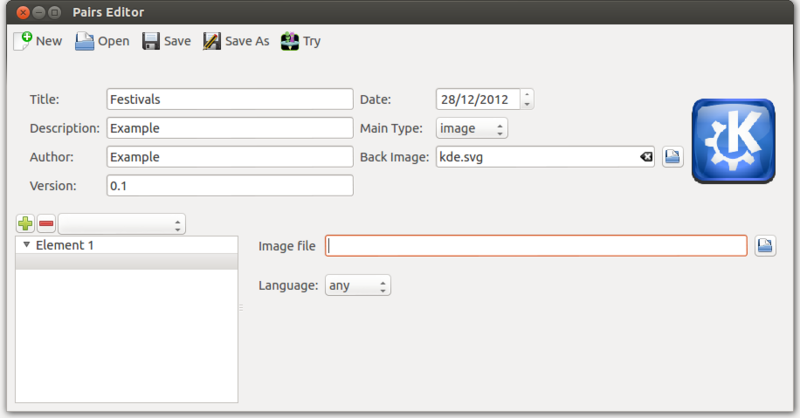 Pairs Editor
New Open Save Save As Try
Title: Festivals Date: 28/12/2012
Description: Example Main Type: image
Author: Example Back Image: kde.svg
Version: 0.1
Element 1
Image file
Language: any